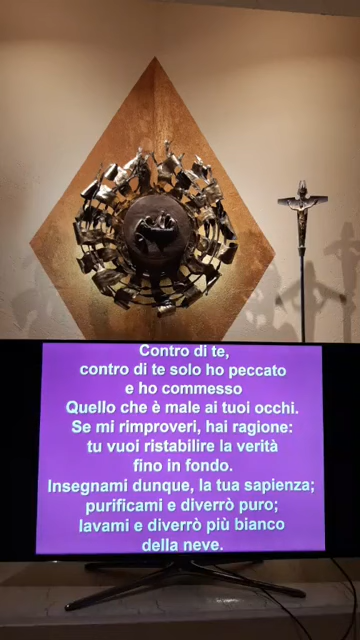 Contro di te,
contro di te solo ho peccato
e ho commesso
Quello che è male ai tuoi occhi.
Se mi rimproveri, hai ragione:
tu vuoi ristabilire la verità
fino in fondo.
Insegnami dunque, la tua sapienza;
purificami e diverrò puro;
lavami e diverrò più bianco
della neve.